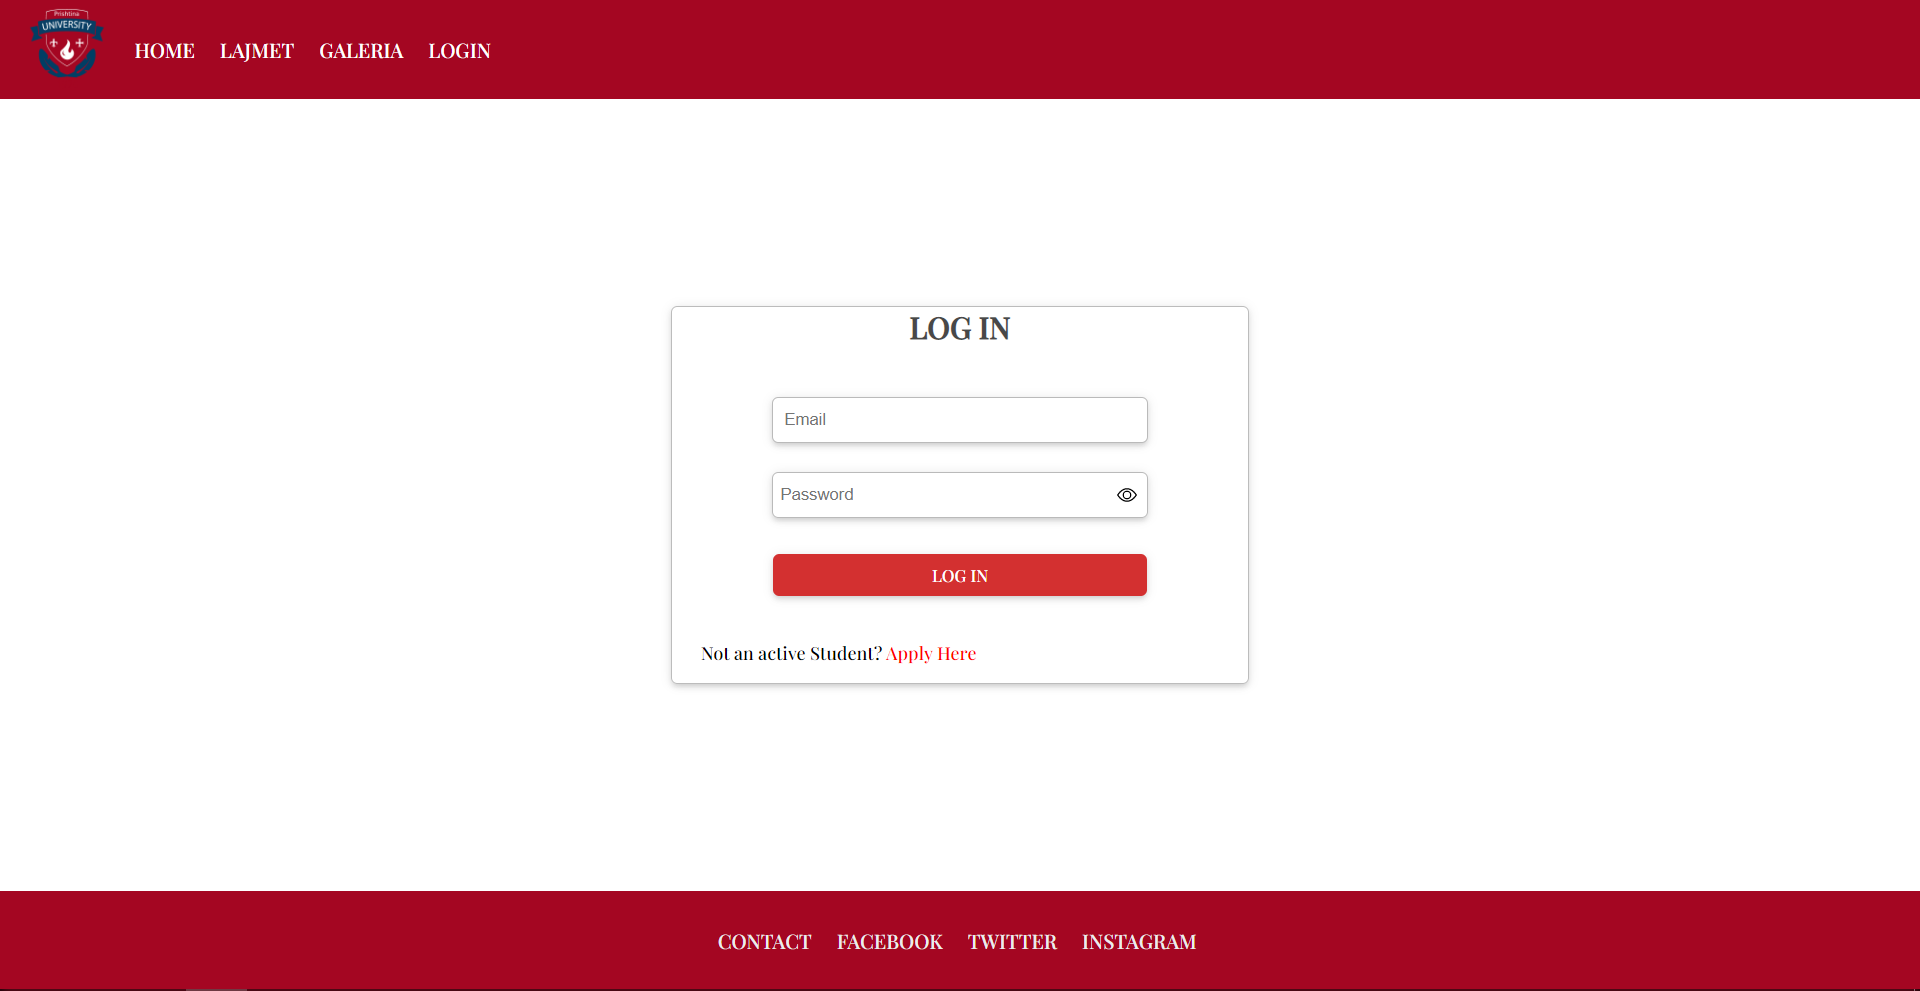 Prishtina
UNIVERSITY
HOME LAJMET GALERIA LOGIN
LOG IN
Email
Password
LOG IN
Not an active Student? Apply Here
CONTACT FACEBOOK TWITTER INSTAGRAM